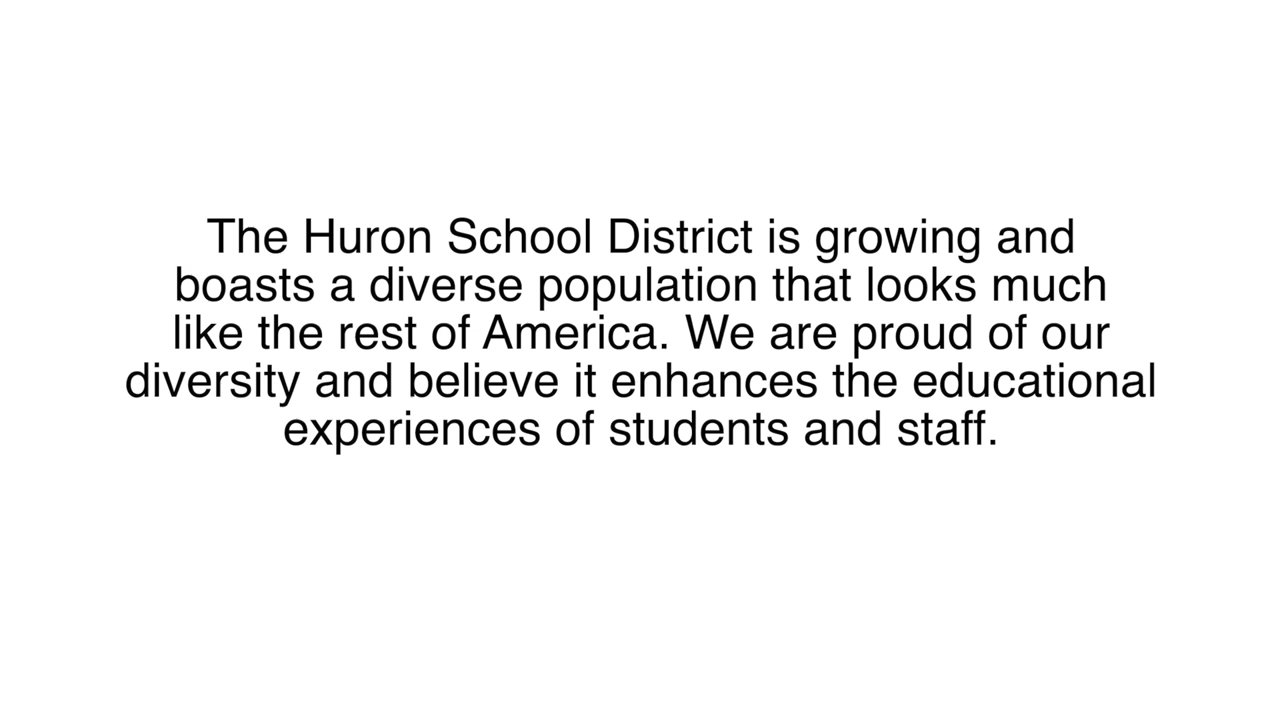 The Huron School District is growing and
boasts a diverse population that looks much
like the rest of America. We are proud of our
diversity and believe it enhances the educational
experiences of students and staff.